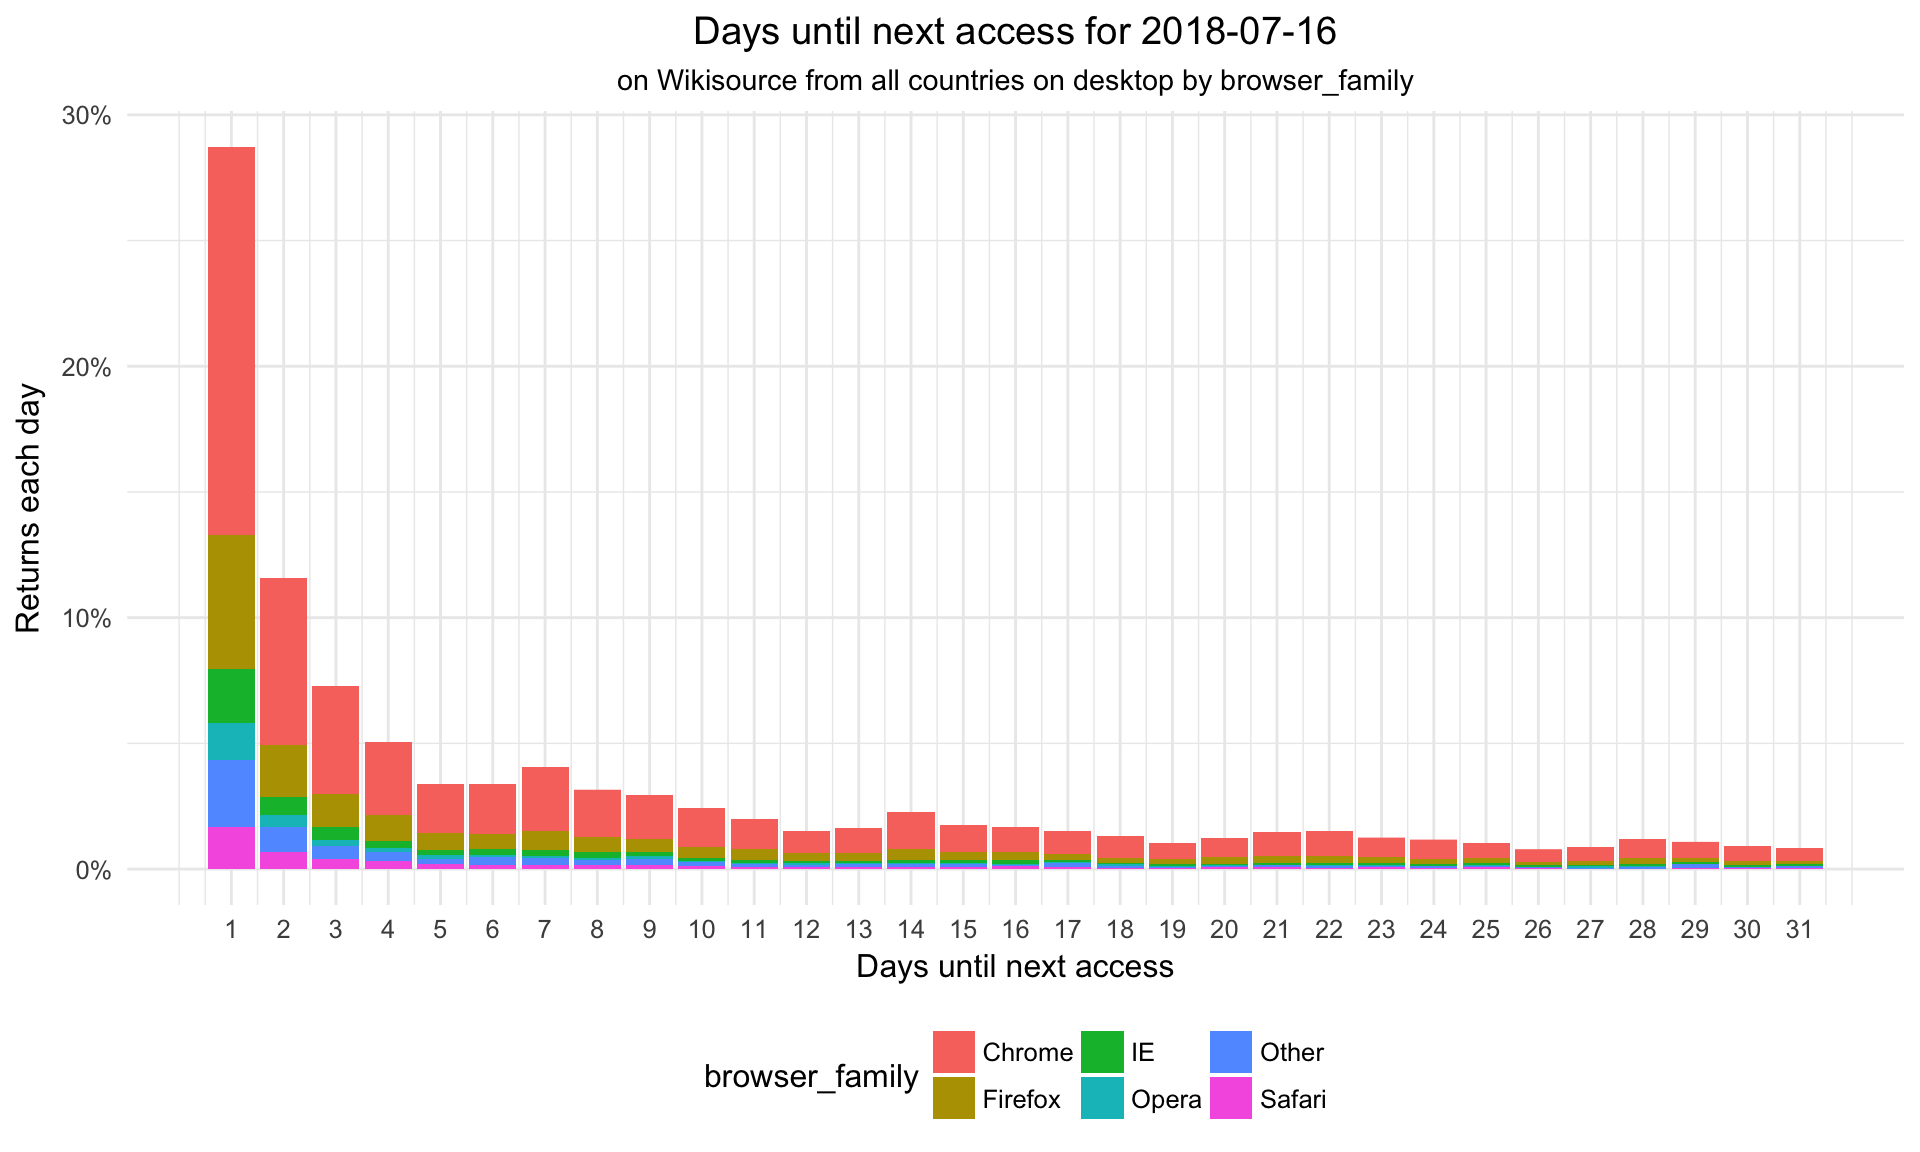 Days until next access for 2018-07-16
on Wikisource from all countries on desktop by browser_family
Returns each day
30%
20%
10%
0%
1 2 3 4 5 6 7 8 9 10 11 12 13 14 15 16 17 18 19 20 21 22 23 24 25 26 27 28 29 30 31
Days until next access
browser_family
Chrome IE Other
Firefox Opera Safari